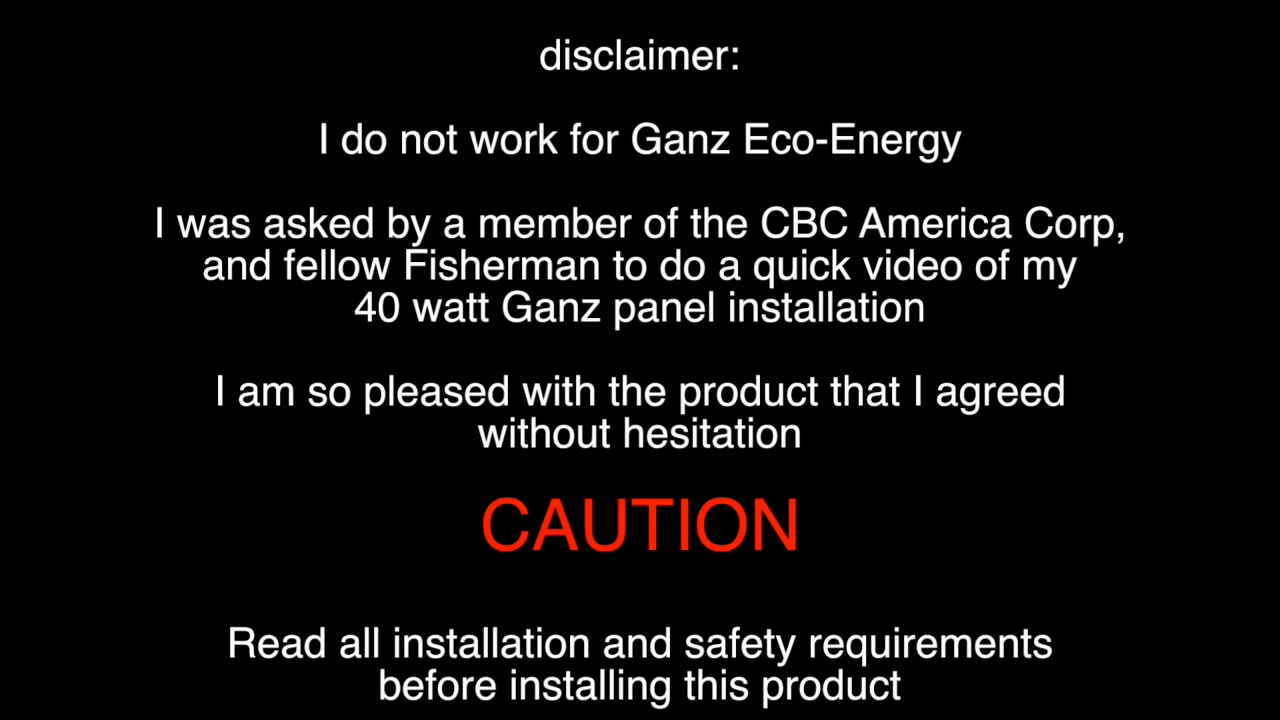 disclaimer:
I do not work for Ganz Eco-Energy
I was asked by a member of the CBC America Corp,
and fellow Fisherman to do a quick video of my
40 watt Ganz panel installation
I am so pleased with the product that I agreed
without hesitation
CAUTION
Read all installation and safety requirements
before installing this product